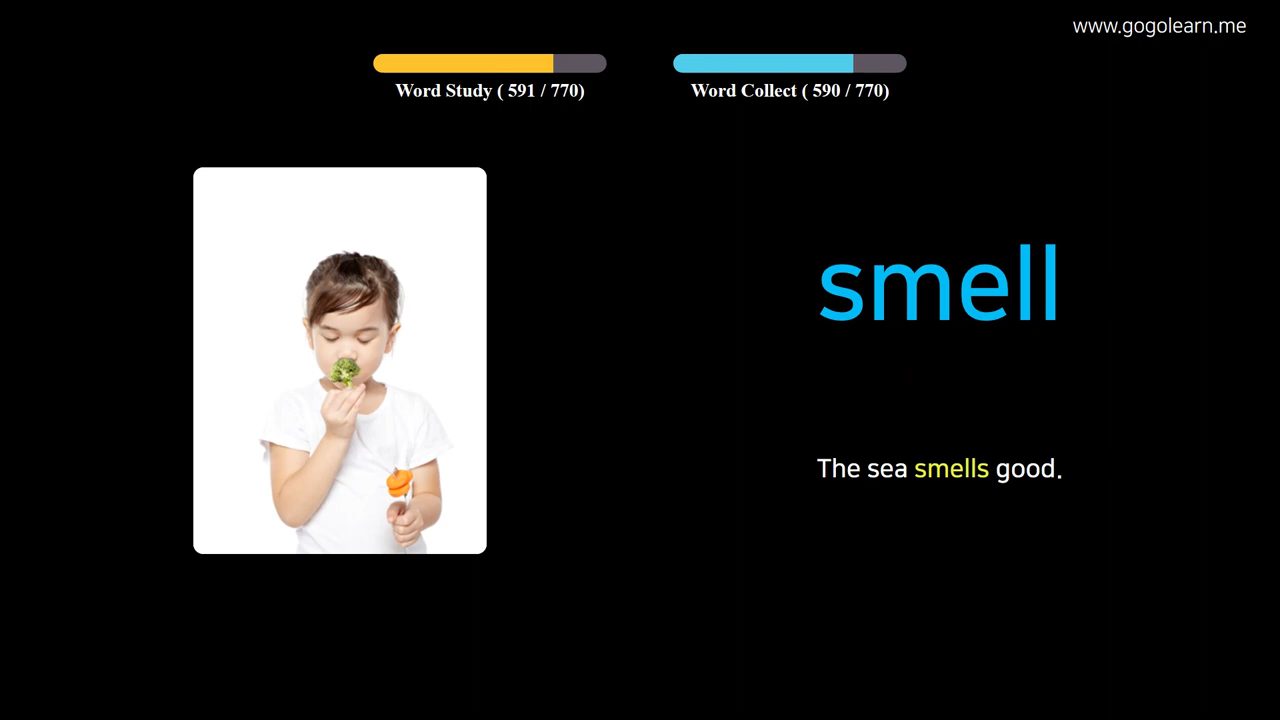 www.gogolearn.me
Word Study ( 591 / 770)
Word Collect ( 590 / 770)
smell
The sea smells good.